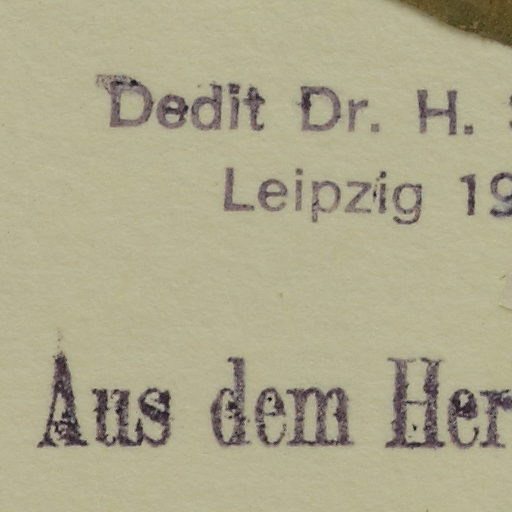 Dedit Dr. H.
Leipzig 19
Aus dem Her